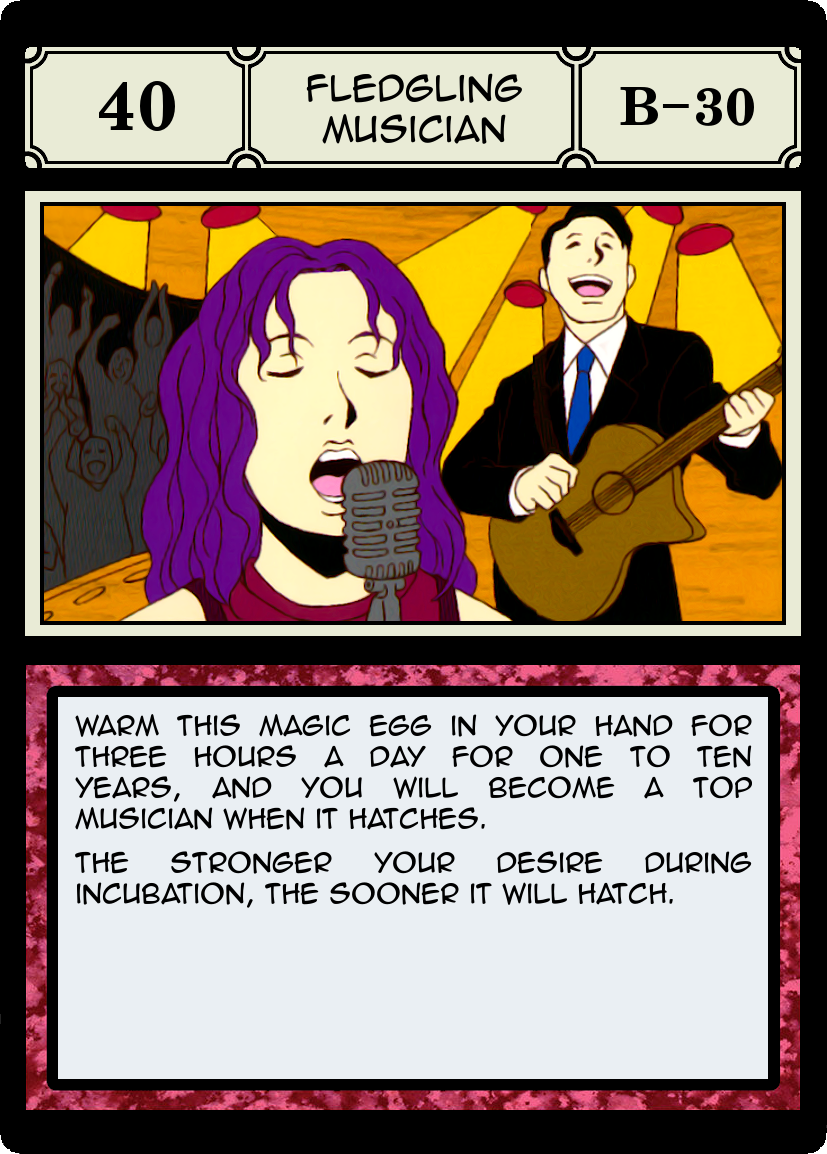 40
FLEDGLING
MUSICIAN
B-30
WARM THIS MAGIC EGG IN YOUR HAND FOR
THREE HOURS A DAY FOR ONE TO TEN
YEARS, AND YOU WILL BECOME A TOP
MUSICIAN WHEN IT HATCHES.
THE STRONGER YOUR DESIRE DURING
INCUBATION, THE SOONER IT WILL HATCH.